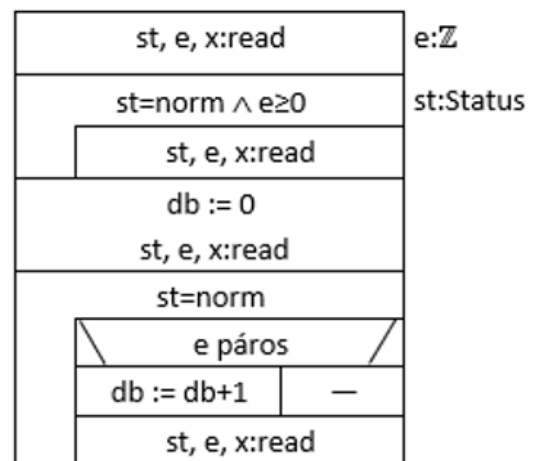 st, e, x:read e:ℤ
st=norm ∧ e≥0 st:Status
st, e, x:read
db := 0
st, e, x:read
st=norm
e páros
db := db+1 —
st, e, x:read